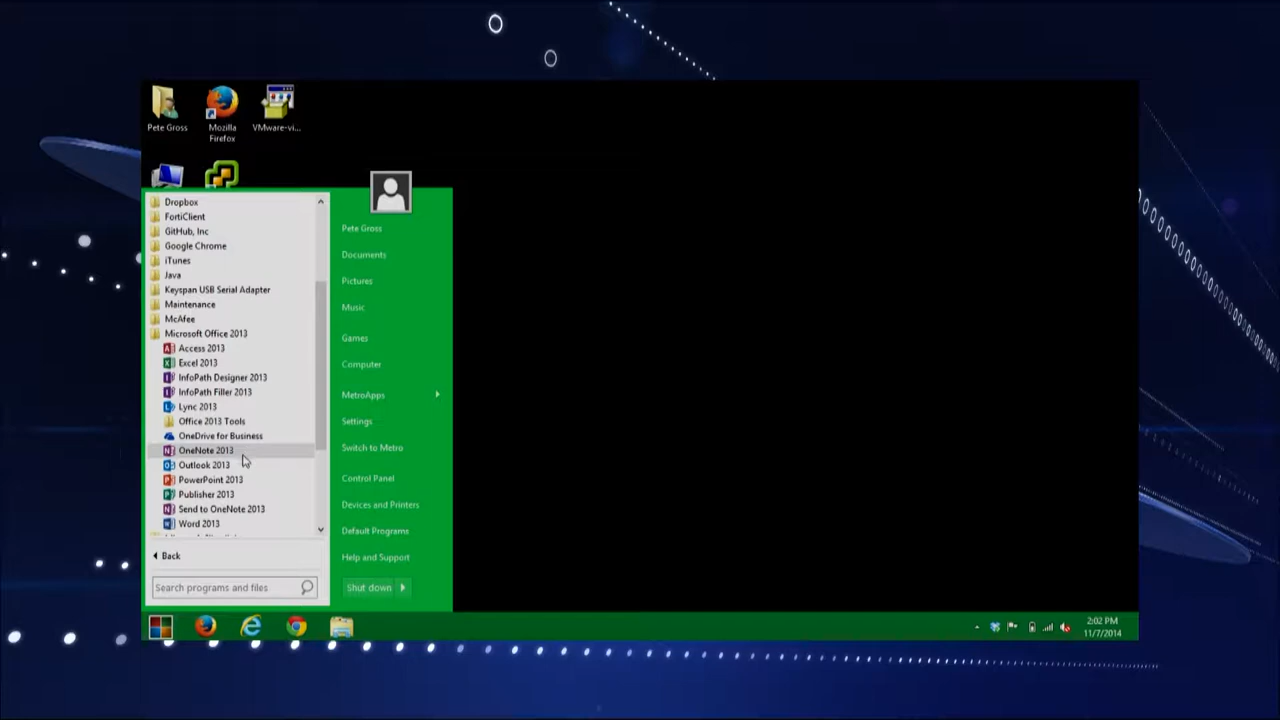 Pete Gross
Mozilla
Firefox
VMware-vi...
Dropbox
FortiClient
GitHub, Inc
Google Chrome
iTunes
Java
Keyspan USB Serial Adapter
Maintenance
McAfee
Microsoft Office 2013
Access 2013
Excel 2013
InfoPath Designer 2013
InfoPath Filler 2013
Lync 2013
Office 2013 Tools
OneDrive for Business
OneNote 2013
Outlook 2013
PowerPoint 2013
Publisher 2013
Send to OneNote 2013
Word 2013
Back
Search programs and files
Pete Gross
Documents
Pictures
Music
Games
Computer
MetroApps
Settings
Switch to Metro
Control Panel
Devices and Printers
Default Programs
Help and Support
Shut down
2:02 PM
11/7/2014